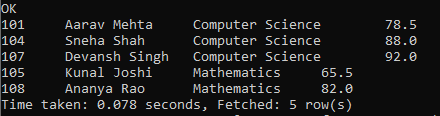 OK
101 Aarav Mehta Computer Science 78.5
104 Sneha Shah Computer Science 88.0
107 Devansh Singh Computer Science 92.0
105 Kunal Joshi Mathematics 65.5
108 Ananya Rao Mathematics 82.0
Time taken: 0.078 seconds, Fetched: 5 row(s)